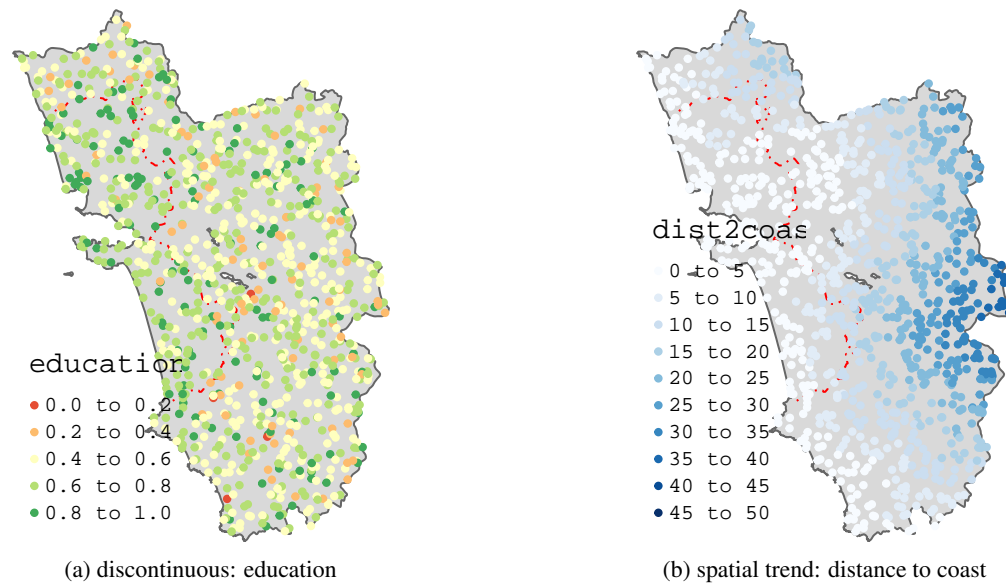 education
0.0 to 0.2
0.2 to 0.4
0.4 to 0.6
0.6 to 0.8
0.8 to 1.0
(a) discontinuous: education
dist2coas
0 to 5
5 to 10
10 to 15
15 to 20
20 to 25
25 to 30
30 to 35
35 to 40
40 to 45
45 to 50
(b) spatial trend: distance to coast